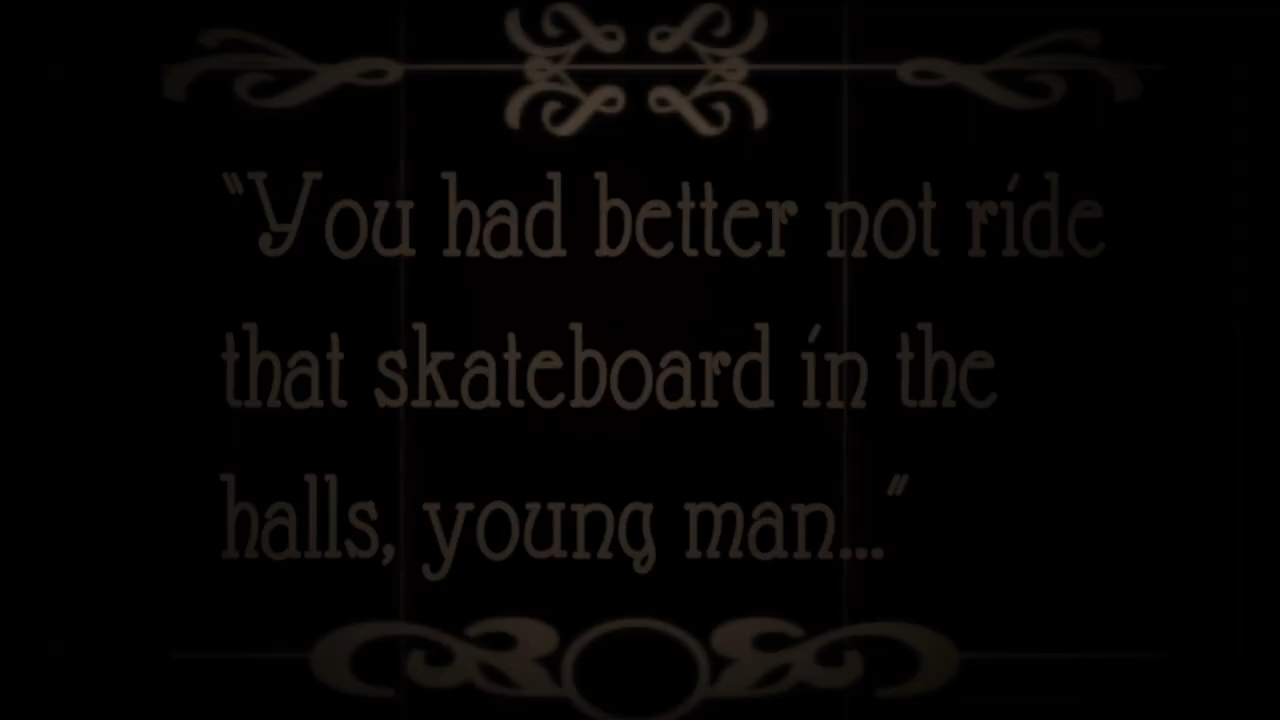 "You had better not ride
that skateboard in the
halls, young man..."